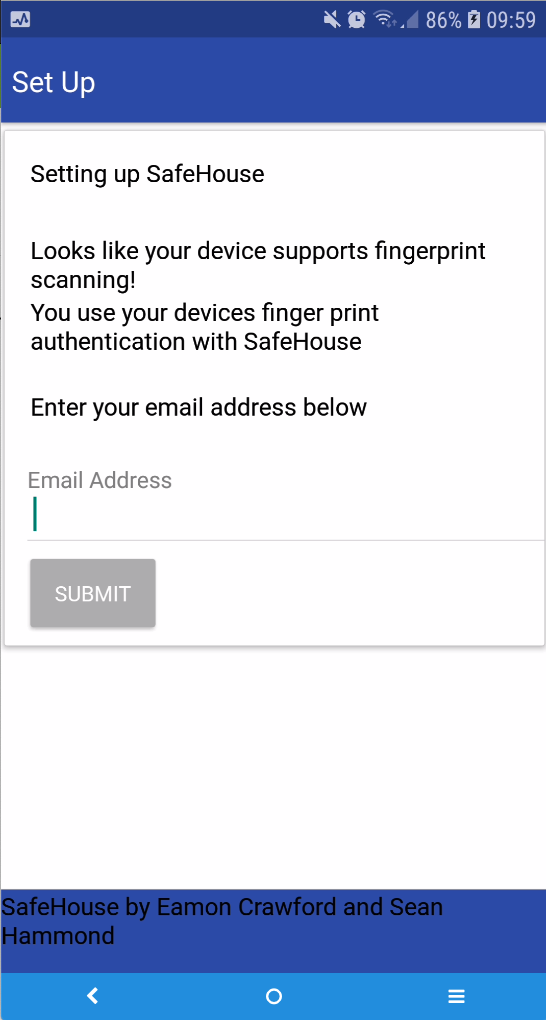 86% 09:59
Set Up
Setting up SafeHouse
Looks like your device supports fingerprint
scanning!
You use your devices finger print
authentication with SafeHouse
Enter your email address below
Email Address
SUBMIT
SafeHouse by Eamon Crawford and Sean
Hammond